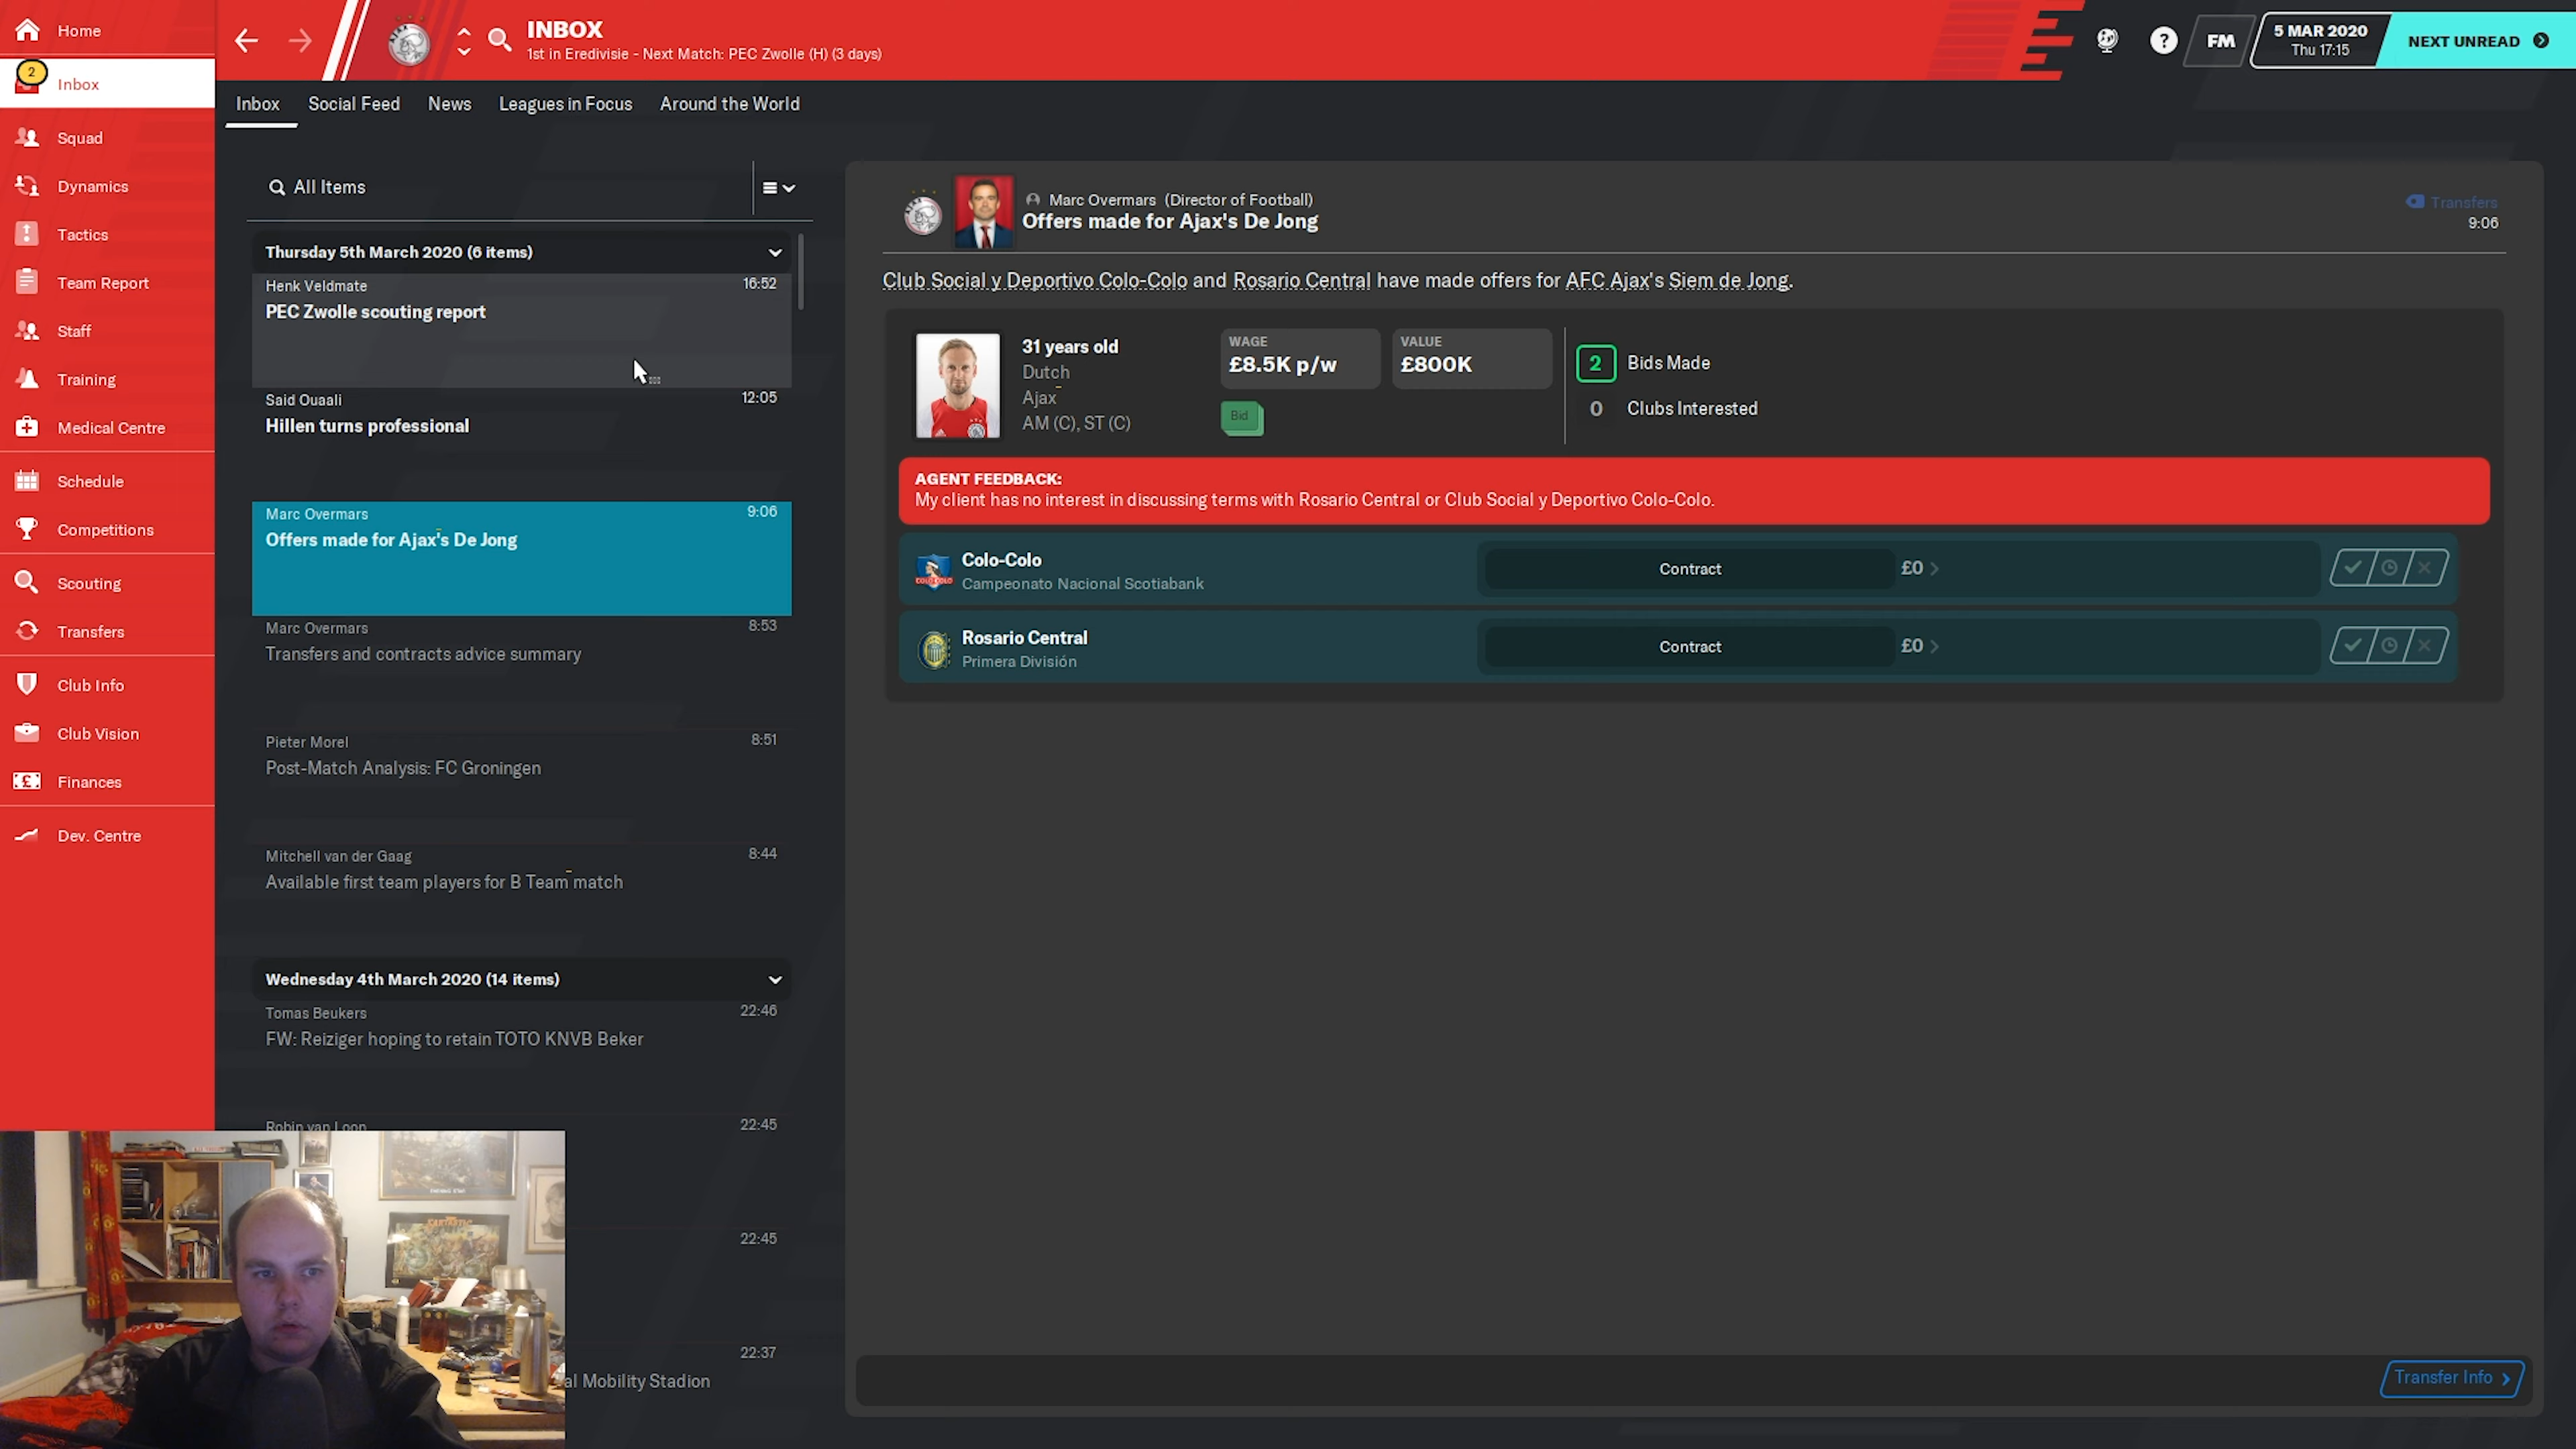 Home
2
Inbox
Squad
Dynamics
Tactics
Team Report
Staff
Training
Medical Centre
Schedule
Competitions
Scouting
Transfers
Club Info
Club Vision
Finances
Dev. Centre
INBOX
1st in Eredivisie - Next Match: PEC Zwolle (H) (3 days)
?
FM
5 MAR 2020
Thu 17:15
NEXT UNREAD
Inbox Social Feed News Leagues in Focus Around the World
All Items
Thursday 5th March 2020 (6 items)
Henk Veldmate 16:52
PEC Zwolle scouting report
Said Ouaali 12:05
Hillen turns professional
Marc Overmars 9:06
Offers made for Ajax's De Jong
Marc Overmars 8:53
Transfers and contracts advice summary
Pieter Morel 8:51
Post-Match Analysis: FC Groningen
Mitchell van der Gaag 8:44
Available first team players for B Team match
Wednesday 4th March 2020 (14 items)
Tomas Beukers 22:46
FW: Reiziger hoping to retain TOTO KNVB Beker
Robin van Loon 22:45
22:45
22:37
al Mobility Stadion
Marc Overmars (Director of Football)
Offers made for Ajax's De Jong
Transfers
9:06
Club Social y Deportivo Colo-Colo and Rosario Central have made offers for AFC Ajax's Siem de Jong.
31 years old
Dutch
Ajax
AM (C), ST (C)
WAGE
£8.5K p/w
VALUE
£800K
Bid
2 Bids Made
0 Clubs Interested
AGENT FEEDBACK:
My client has no interest in discussing terms with Rosario Central or Club Social y Deportivo Colo-Colo.
Colo-Colo
Campeonato Nacional Scotiabank
Contract £0
Rosario Central
Primera División
Contract £0
Transfer Info